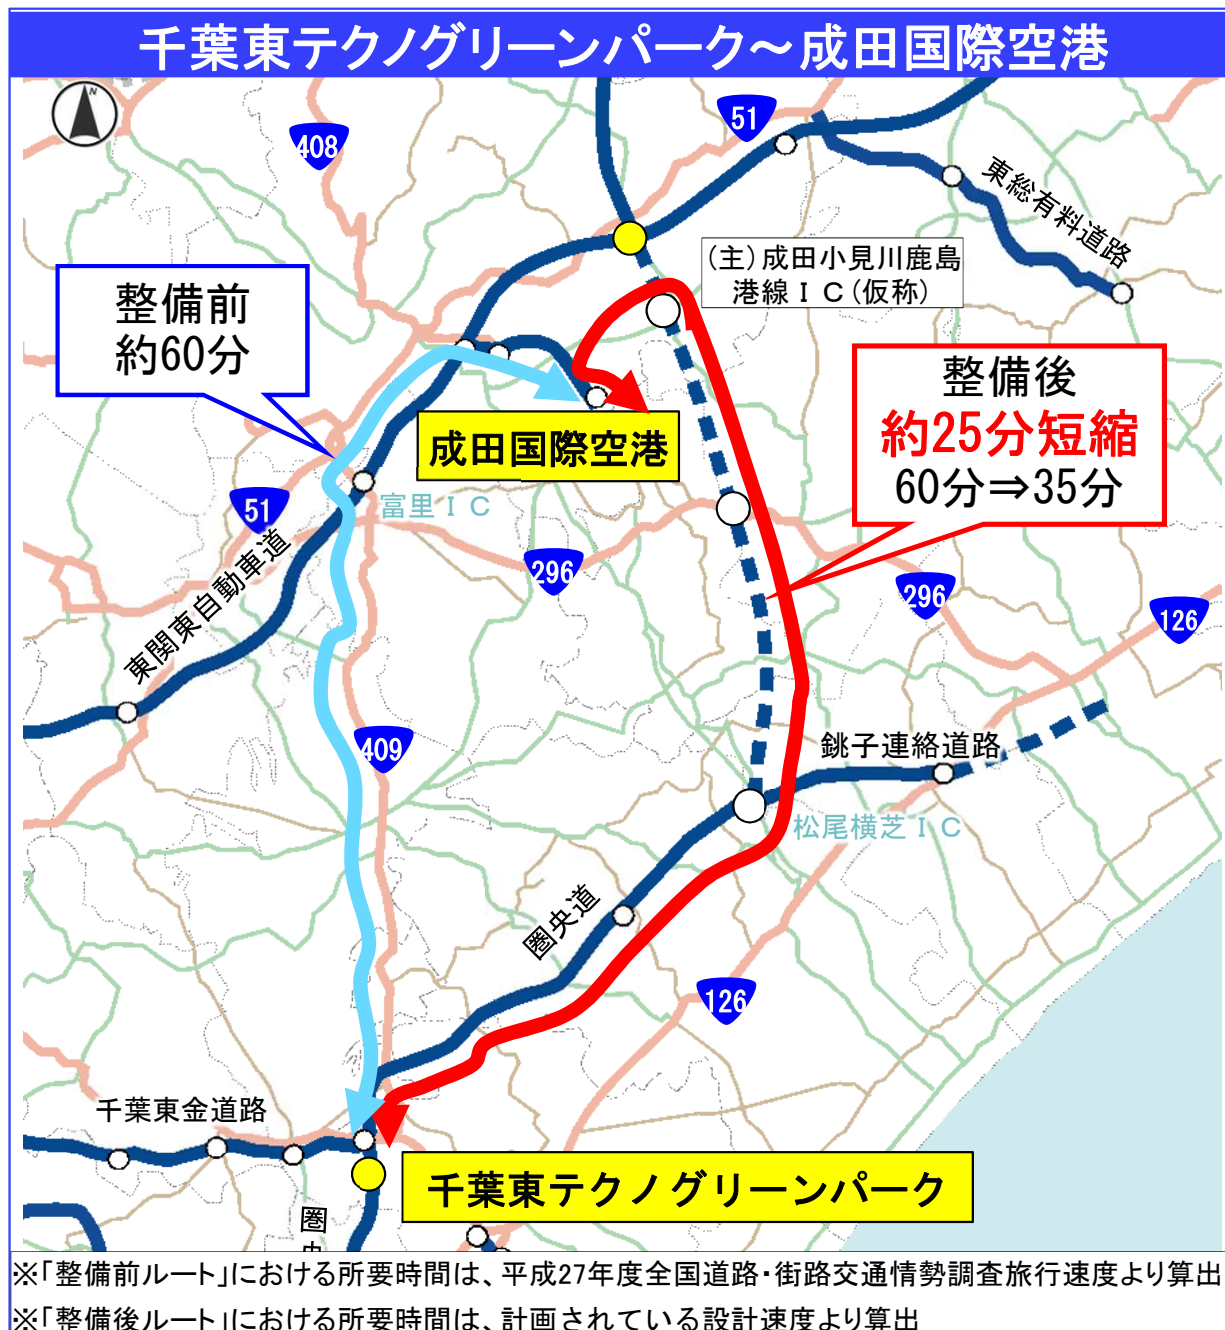 千葉東テクノグリーンパーク～成田国際空港
N
408
51
東総有料道路
(主)成田小見川鹿島
港線ＩＣ(仮称)
整備前
約60分
整備後
約25分短縮
60分⇒35分
成田国際空港
富里ＩＣ
51
東関東自動車道
296
296
126
409
銚子連絡道路
松尾横芝ＩＣ
圏央道
126
千葉東金道路
千葉東テクノグリーンパーク
圏
※「整備前ルート」における所要時間は、平成27年度全国道路・街路交通情勢調査旅行速度より算出
※「整備後ルート」における所要時間は、計画されている設計速度より算出